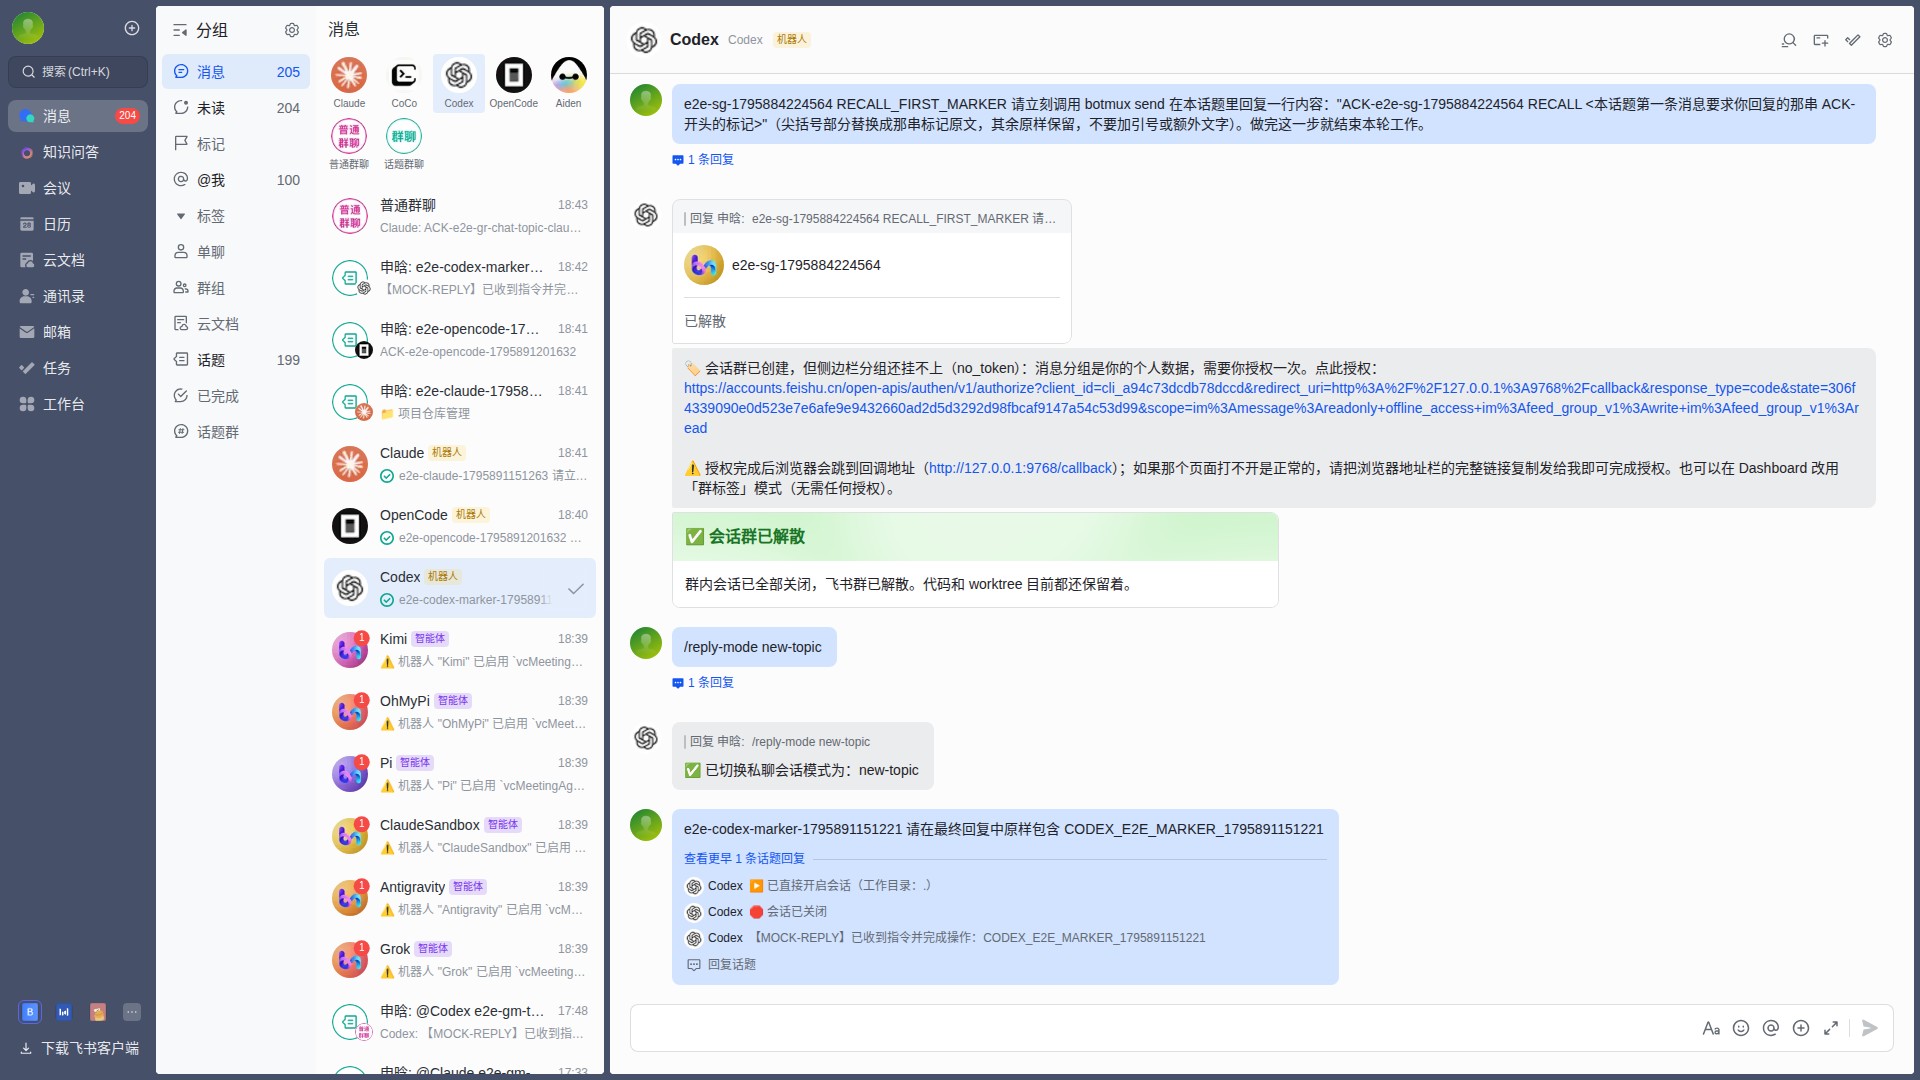 搜索 (Ctrl+K)
消息 204
知识问答
会议
日历
云文档
通讯录
邮箱
任务
工作台
下载飞书客户端
分组
消息 205
未读 204
标记
@我 100
标签
单聊
群组
云文档
话题 199
已完成
话题群
消息
Claude
CoCo
Codex
OpenCode
Aiden
普通群聊
普通群聊
群聊
话题群聊
普通群聊
普通群聊 18:43
Claude: ACK-e2e-gr-chat-topic-clau…
申晗: e2e-codex-marker… 18:42
【MOCK-REPLY】已收到指令并完…
申晗: e2e-opencode-17… 18:41
ACK-e2e-opencode-1795891201632
申晗: e2e-claude-17958… 18:41
📁 项目仓库管理
Claude 机器人 18:41
e2e-claude-1795891151263 请立…
OpenCode 机器人 18:40
e2e-opencode-1795891201632 …
Codex 机器人
e2e-codex-marker-17958911
1
Kimi 智能体 18:39
⚠️ 机器人 "Kimi" 已启用 `vcMeeting…
1
OhMyPi 智能体 18:39
⚠️ 机器人 "OhMyPi" 已启用 `vcMeet…
1
Pi 智能体 18:39
⚠️ 机器人 "Pi" 已启用 `vcMeetingAg…
1
ClaudeSandbox 智能体 18:39
⚠️ 机器人 "ClaudeSandbox" 已启用 …
1
Antigravity 智能体 18:39
⚠️ 机器人 "Antigravity" 已启用 `vcM…
1
Grok 智能体 18:39
⚠️ 机器人 "Grok" 已启用 `vcMeeting…
申晗: @Codex e2e-gm-t… 17:48
Codex: 【MOCK-REPLY】已收到指…
申晗: @Claude e2e-gm-… 17:33
Codex Codex 机器人
e2e-sg-1795884224564 RECALL_FIRST_MARKER 请立刻调用 botmux send 在本话题里回复一行内容："ACK-e2e-sg-1795884224564 RECALL <本话题第一条消息要求你回复的那串 ACK-
开头的标记>"（尖括号部分替换成那串标记原文，其余原样保留，不要加引号或额外文字）。做完这一步就结束本轮工作。
1 条回复
回复 申晗：e2e-sg-1795884224564 RECALL_FIRST_MARKER 请…
e2e-sg-1795884224564
已解散
🏷️ 会话群已创建，但侧边栏分组还挂不上（no_token）：消息分组是你的个人数据，需要你授权一次。点此授权：
https://accounts.feishu.cn/open-apis/authen/v1/authorize?client_id=cli_a94c73dcdb78dccd&redirect_uri=http%3A%2F%2F127.0.0.1%3A9768%2Fcallback&response_type=code&state=306f
4339090e0d523e7e6afe9e9432660ad2d5d3292d98fbcaf9147a54c53d99&scope=im%3Amessage%3Areadonly+offline_access+im%3Afeed_group_v1%3Awrite+im%3Afeed_group_v1%3Ar
ead
⚠️ 授权完成后浏览器会跳到回调地址（http://127.0.0.1:9768/callback）；如果那个页面打不开是正常的，请把浏览器地址栏的完整链接复制发给我即可完成授权。也可以在 Dashboard 改用
「群标签」模式（无需任何授权）。
✅ 会话群已解散
群内会话已全部关闭，飞书群已解散。代码和 worktree 目前都还保留着。
/reply-mode new-topic
1 条回复
回复 申晗：/reply-mode new-topic
✅ 已切换私聊会话模式为：new-topic
e2e-codex-marker-1795891151221 请在最终回复中原样包含 CODEX_E2E_MARKER_1795891151221
查看更早 1 条话题回复
Codex ▶️ 已直接开启会话（工作目录：.）
Codex 🛑 会话已关闭
Codex 【MOCK-REPLY】已收到指令并完成操作：CODEX_E2E_MARKER_1795891151221
回复话题